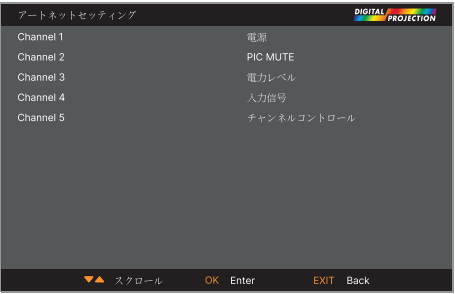 アートネットセッティング
DIGITAL PROJECTION
Channel 1 電源
Channel 2 PIC MUTE
Channel 3 電力レベル
Channel 4 入力信号
Channel 5 チャンネルコントロール
▼▲ スクロール OK Enter EXIT Back